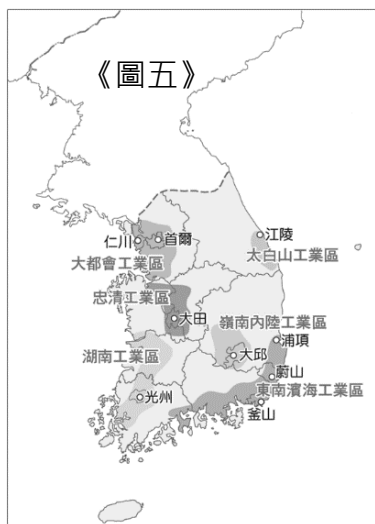 《圖五》
江陵
仁川
首爾
太白山工業區
大都會工業區
忠清工業區
大田
嶺南內陸工業區
浦項
湖南工業區
大邱
蔚山
東南濱海工業區
光州
釜山